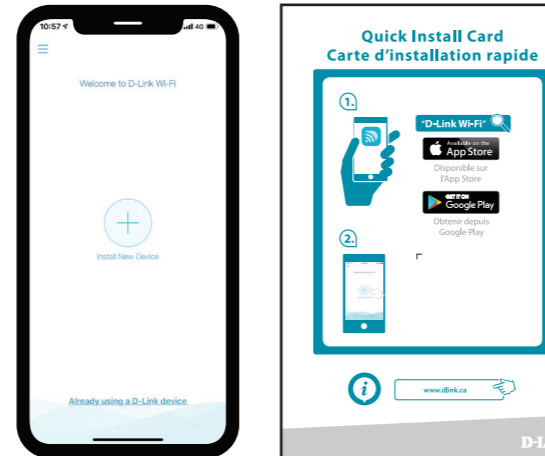 10:57
4G
Welcome to D-Link Wi-Fi
Install New Device
Already using a D-Link device
Quick Install Card
Carte d'installation rapide
1.
"D-Link Wi-Fi"
Available on the
App Store
Disponible sur
l'App Store
GET IT ON
Google Play
Obtenir depuis
Google Play
2.
i
www.dlink.ca